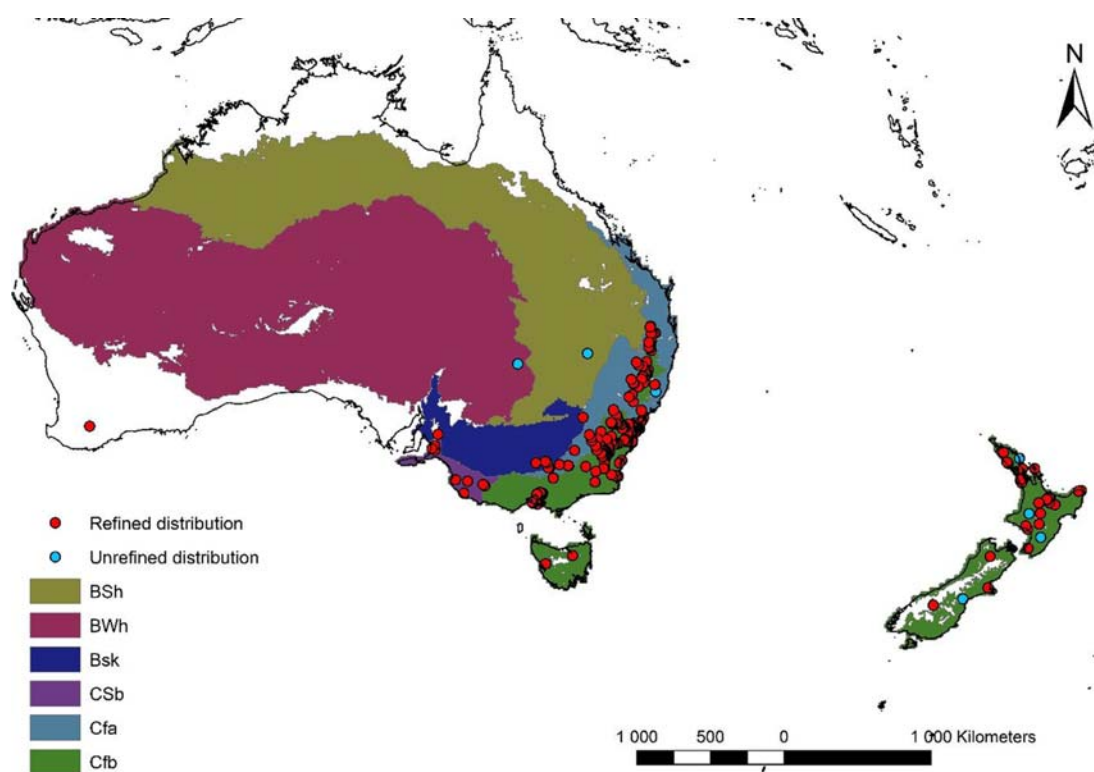 N
Refined distribution
Unrefined distribution
BSh
BWh
Bsk
CSb
Cfa
Cfb
1 000 500 0 1 000 Kilometers